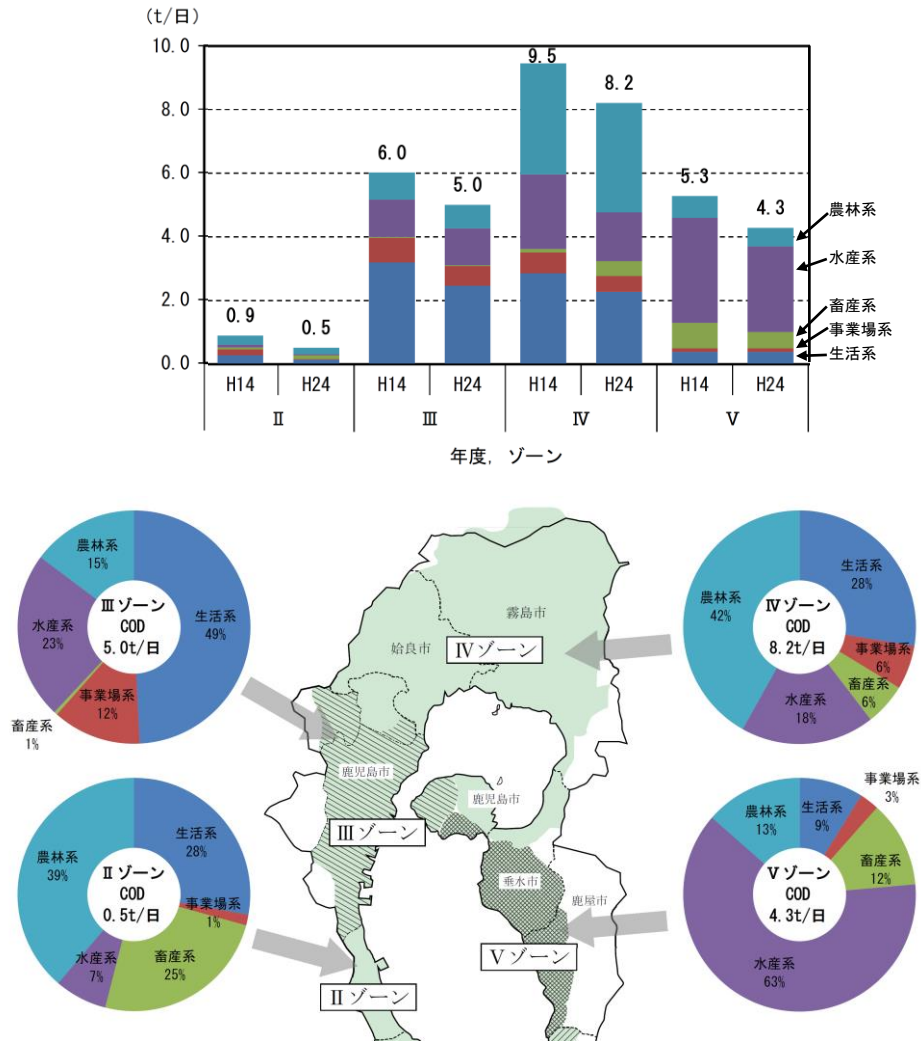 (t/日)
10.0
8.0
6.0
4.0
2.0
0.0
0.9
0.5
6.0
5.0
9.5
8.2
5.3
4.3
農林系
水産系
畜産系
事業場系
生活系
H14
H24
H14
H24
H14
H24
H14
H24
Ⅱ
Ⅲ
Ⅳ
Ⅴ
年度, ゾーン
農林系
15%
水産系
23%
畜産系
1%
事業場系
12%
生活系
49%
Ⅲゾーン
COD
5.0t/日
農林系
42%
生活系
28%
事業場系
6%
畜産系
6%
水産系
18%
Ⅳゾーン
COD
8.2t/日
農林系
39%
生活系
28%
事業場系
1%
畜産系
25%
水産系
7%
Ⅱゾーン
COD
0.5t/日
農林系
13%
生活系
9%
事業場系
3%
畜産系
12%
水産系
63%
Ⅴゾーン
COD
4.3t/日
霧島市
姶良市
Ⅳゾーン
鹿児島市
鹿児島市
Ⅲゾーン
垂水市
鹿屋市
Ⅴゾーン
Ⅱゾーン